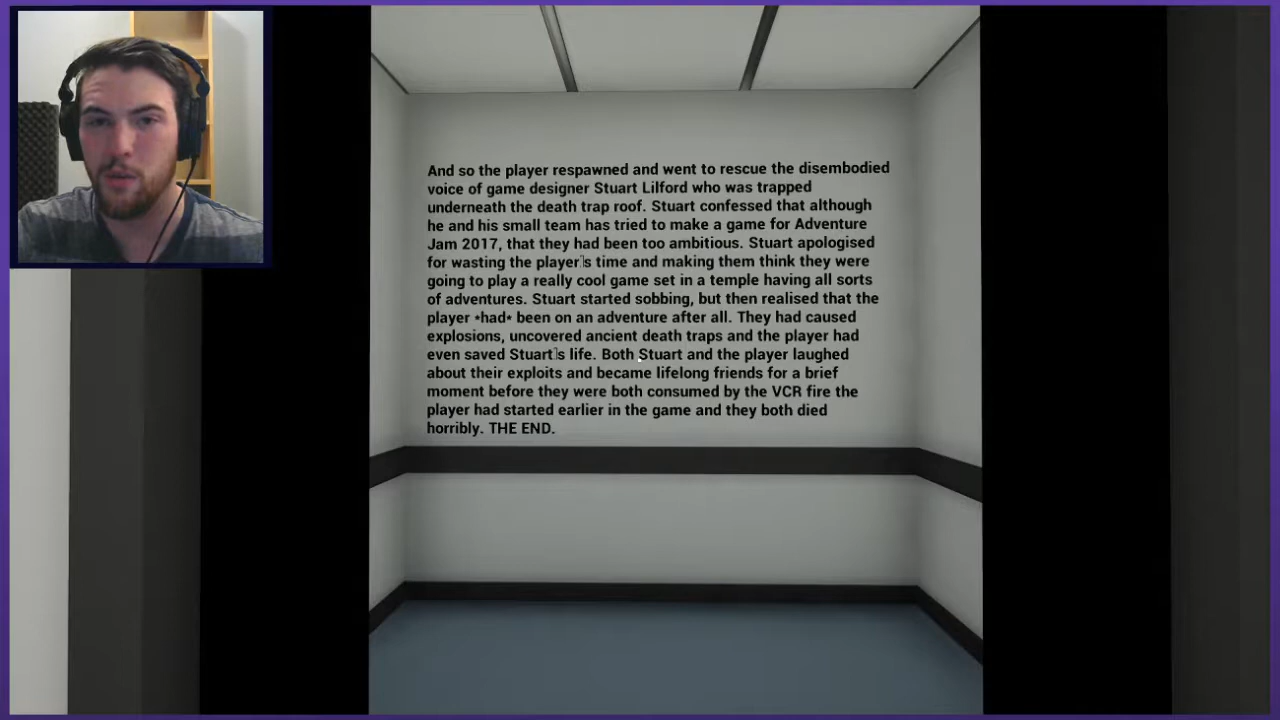 And so the player respawned and went to rescue the disembodied
voice of game designer Stuart Lilford who was trapped
underneath the death trap roof. Stuart confessed that although
he and his small team has tried to make a game for Adventure
Jam 2017, that they had been too ambitious. Stuart apologised
for wasting the player▯s time and making them think they were
going to play a really cool game set in a temple having all sorts
of adventures. Stuart started sobbing, but then realised that the
player *had* been on an adventure after all. They had caused
explosions, uncovered ancient death traps and the player had
even saved Stuart▯s life. Both Stuart and the player laughed
about their exploits and became lifelong friends for a brief
moment before they were both consumed by the VCR fire the
player had started earlier in the game and they both died
horribly. THE END.